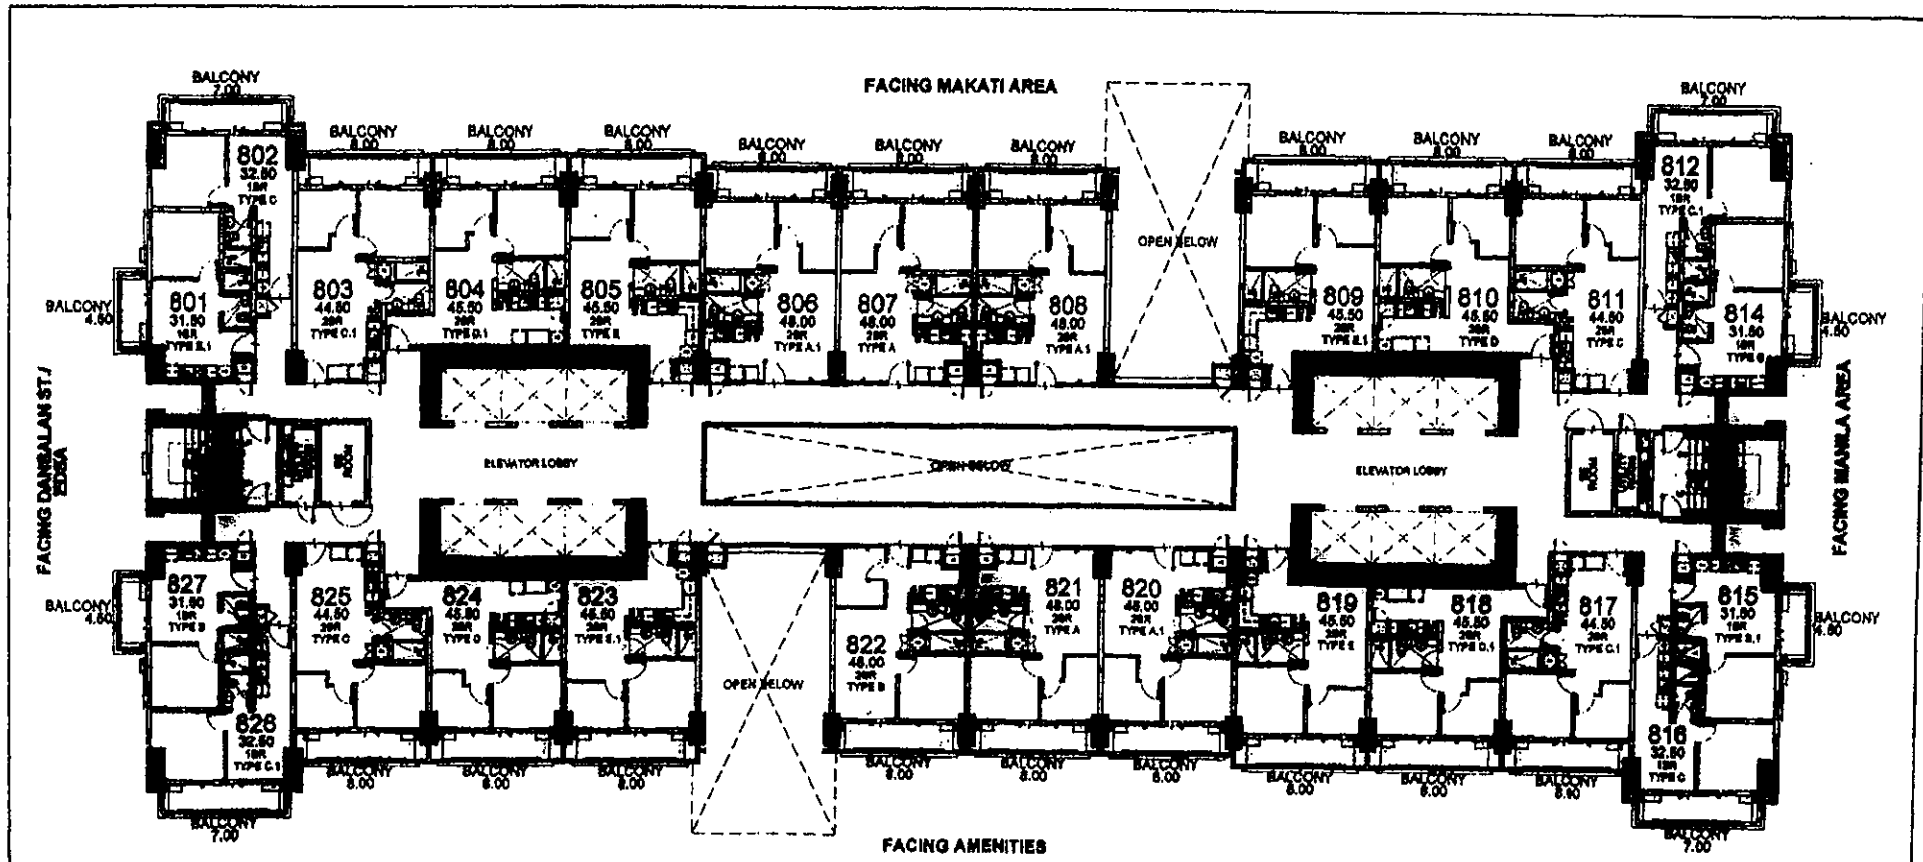 FACING MAKATI AREA
BALCONY
7.00
BALCONY
8.00
BALCONY
8.00
BALCONY
8.00
BALCONY
8.00
BALCONY
8.00
BALCONY
8.00
BALCONY
8.00
BALCONY
8.00
BALCONY
8.00
BALCONY
7.00
802
32.50
1BR
TYPE C
BALCONY
4.50
801
31.50
1BR
TYPE B.1
803
44.50
2BR
TYPE C.1
804
45.50
2BR
TYPE D.1
805
45.50
2BR
TYPE E
806
48.00
2BR
TYPE A.1
807
48.00
2BR
TYPE A
808
48.00
2BR
TYPE A.1
OPEN BELOW
809
45.50
2BR
TYPE E.1
810
45.50
2BR
TYPE D
811
44.50
2BR
TYPE C
812
32.50
1BR
TYPE C.1
814
31.50
1BR
TYPE B
BALCONY
4.50
FACING DANSALAN ST./
EDSA
EE
ROOM
ELEVATOR LOBBY
OPEN BELOW
ELEVATOR LOBBY
EE
ROOM
FACING MANILA AREA
BALCONY
4.50
827
31.50
1BR
TYPE B
828
32.50
1BR
TYPE C.1
825
44.50
2BR
TYPE C
824
45.50
2BR
TYPE D
823
45.50
2BR
TYPE E.1
OPEN BELOW
822
48.00
2BR
TYPE B
821
48.00
2BR
TYPE A
820
48.00
2BR
TYPE A.1
819
45.50
2BR
TYPE E
818
45.50
2BR
TYPE D.1
817
44.50
2BR
TYPE C.1
815
31.50
1BR
TYPE B.1
816
32.50
1BR
TYPE C
BALCONY
4.50
BALCONY
7.00
BALCONY
8.00
BALCONY
8.00
BALCONY
8.00
BALCONY
8.00
BALCONY
8.00
BALCONY
8.00
BALCONY
8.00
BALCONY
8.00
BALCONY
8.00
BALCONY
7.00
FACING AMENITIES